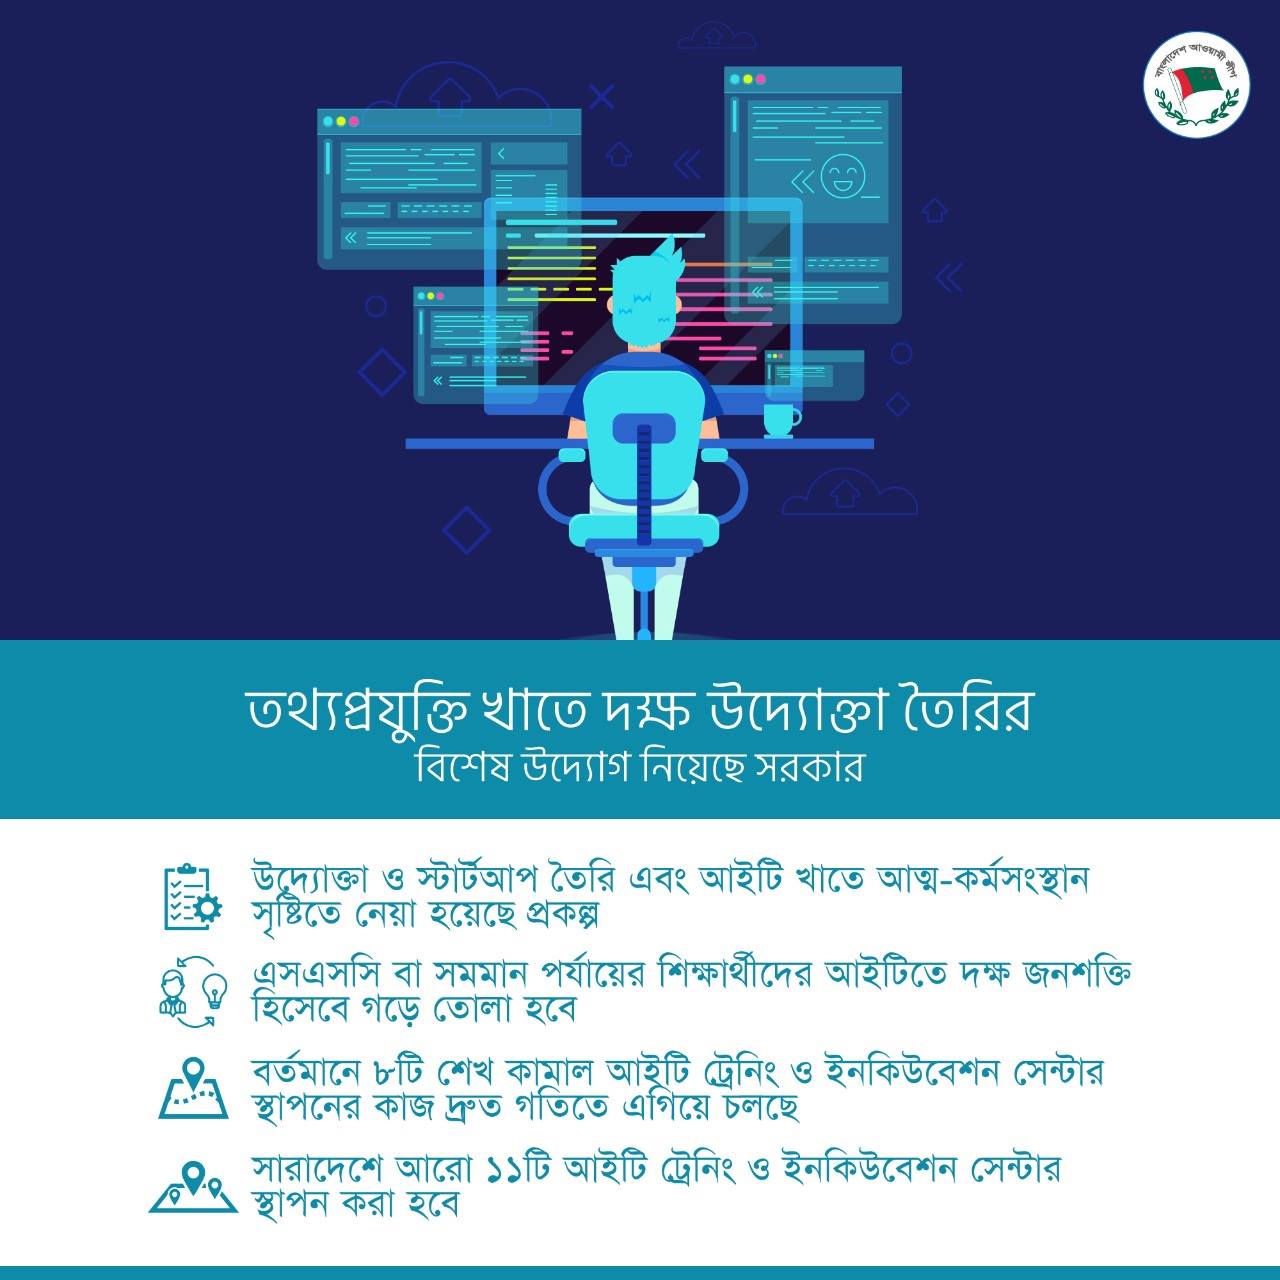 বাংলাদেশ আওয়ামী লীগ
তথ্যপ্রযুক্তি খাতে দক্ষ উদ্যোক্তা তৈরির
বিশেষ উদ্যোগ নিয়েছে সরকার
উদ্যোক্তা ও স্টার্টআপ তৈরি এবং আইটি খাতে আত্ম-কর্মসংস্থান
সৃষ্টিতে নেয়া হয়েছে প্রকল্প
এসএসসি বা সমমান পর্যায়ের শিক্ষার্থীদের আইটিতে দক্ষ জনশক্তি
হিসেবে গড়ে তোলা হবে
বর্তমানে ৮টি শেখ কামাল আইটি ট্রেনিং ও ইনকিউবেশন সেন্টার
স্থাপনের কাজ দ্রুত গতিতে এগিয়ে চলছে
সারাদেশে আরো ১১টি আইটি ট্রেনিং ও ইনকিউবেশন সেন্টার
স্থাপন করা হবে